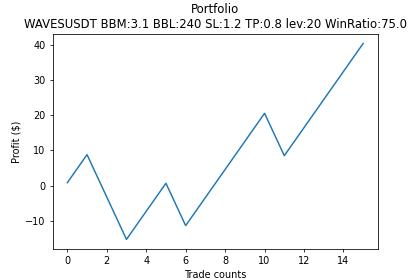 Portfolio
WAVESUSDT BBM:3.1 BBL:240 SL:1.2 TP:0.8 lev:20 WinRatio:75.0
40
30
20
10
0
−10
Profit ($)
0 2 4 6 8 10 12 14
Trade counts